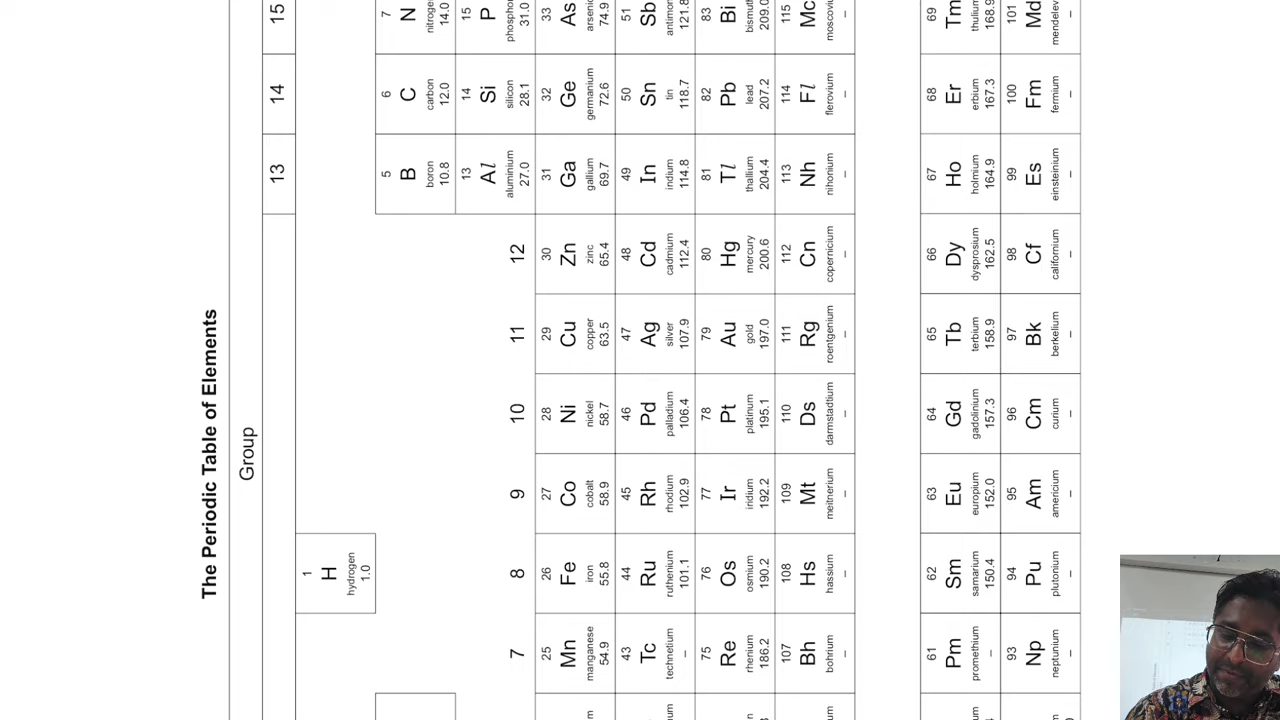 The Periodic Table of Elements
Group
13 14 15
1
H
hydrogen
1.0
5 6 7
B C N
boron carbon
10.8 12.0 14.0
13 14 15
Al Si P
aluminium silicon
27.0 28.1 31.0
7 8 9 10 11 12
25 26 27 28 29 30 31 32 33
Mn Fe Co Ni Cu Zn Ga Ge As
manganese iron cobalt nickel copper zinc gallium germanium arsenic
54.9 55.8 58.9 58.7 63.5 65.4 69.7 72.6 74.9
43 44 45 46 47 48 49 50 51
Tc Ru Rh Pd Ag Cd In Sn Sb
technetium ruthenium rhodium palladium silver cadmium indium tin
– 101.1 102.9 106.4 107.9 112.4 114.8 118.7 121.8
75 76 77 78 79 80 81 82 83
Re Os Ir Pt Au Hg Tl Pb Bi
rhenium osmium iridium platinum gold mercury thallium lead
186.2 190.2 192.2 195.1 197.0 200.6 204.4 207.2 209.0
107 108 109 110 111 112 113 114 115
Bh Hs Mt Ds Rg Cn Nh Fl Mc
bohrium hassium meitnerium darmstadtium roentgenium copernicium nihonium flerovium
– – – – – – – – –
61 62 63 64 65 66 67 68 69
Pm Sm Eu Gd Tb Dy Ho Er Tm
promethium samarium europium gadolinium terbium dysprosium holmium erbium thulium
– 150.4 152.0 157.3 158.9 162.5 164.9 167.3 168.9
93 94 95 96 97 98 99 100 101
Np Pu Am Cm Bk Cf Es Fm Md
neptunium plutonium americium curium berkelium californium einsteinium fermium
– – – – – – – – –